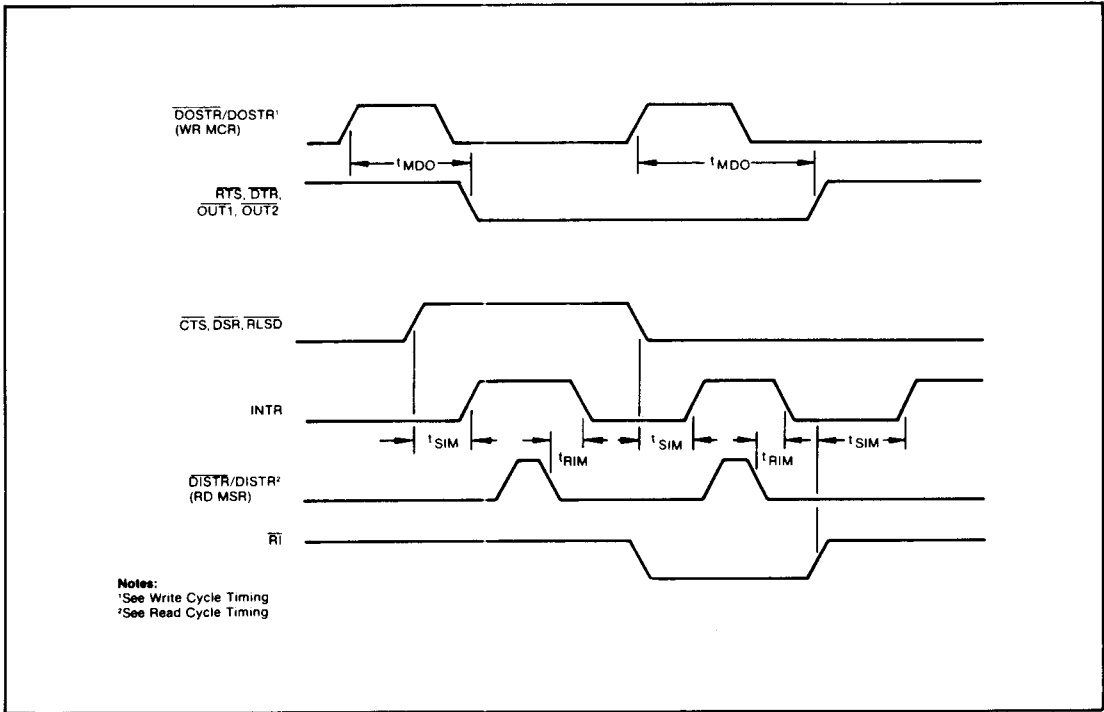 DOSTR/DOSTR¹
(WR MCR)
tMDO
tMDO
RTS, DTR,
OUT1, OUT2
CTS, DSR, RLSD
INTR
tSIM
tRIM
tSIM
tRIM
tSIM
DISTR/DISTR²
(RD MSR)
RI
Notes:
¹See Write Cycle Timing
²See Read Cycle Timing